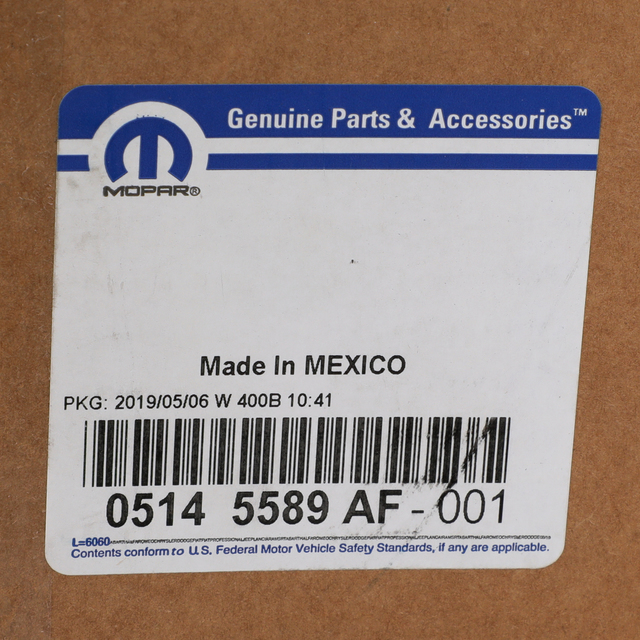 Genuine Parts & Accessories™
MOPAR®
Made In MEXICO
PKG: 2019/05/06 W 400B 10:41
0514 5589 AF - 001
L=6060
Contents conform to U.S. Federal Motor Vehicle Safety Standards, if any are applicable.